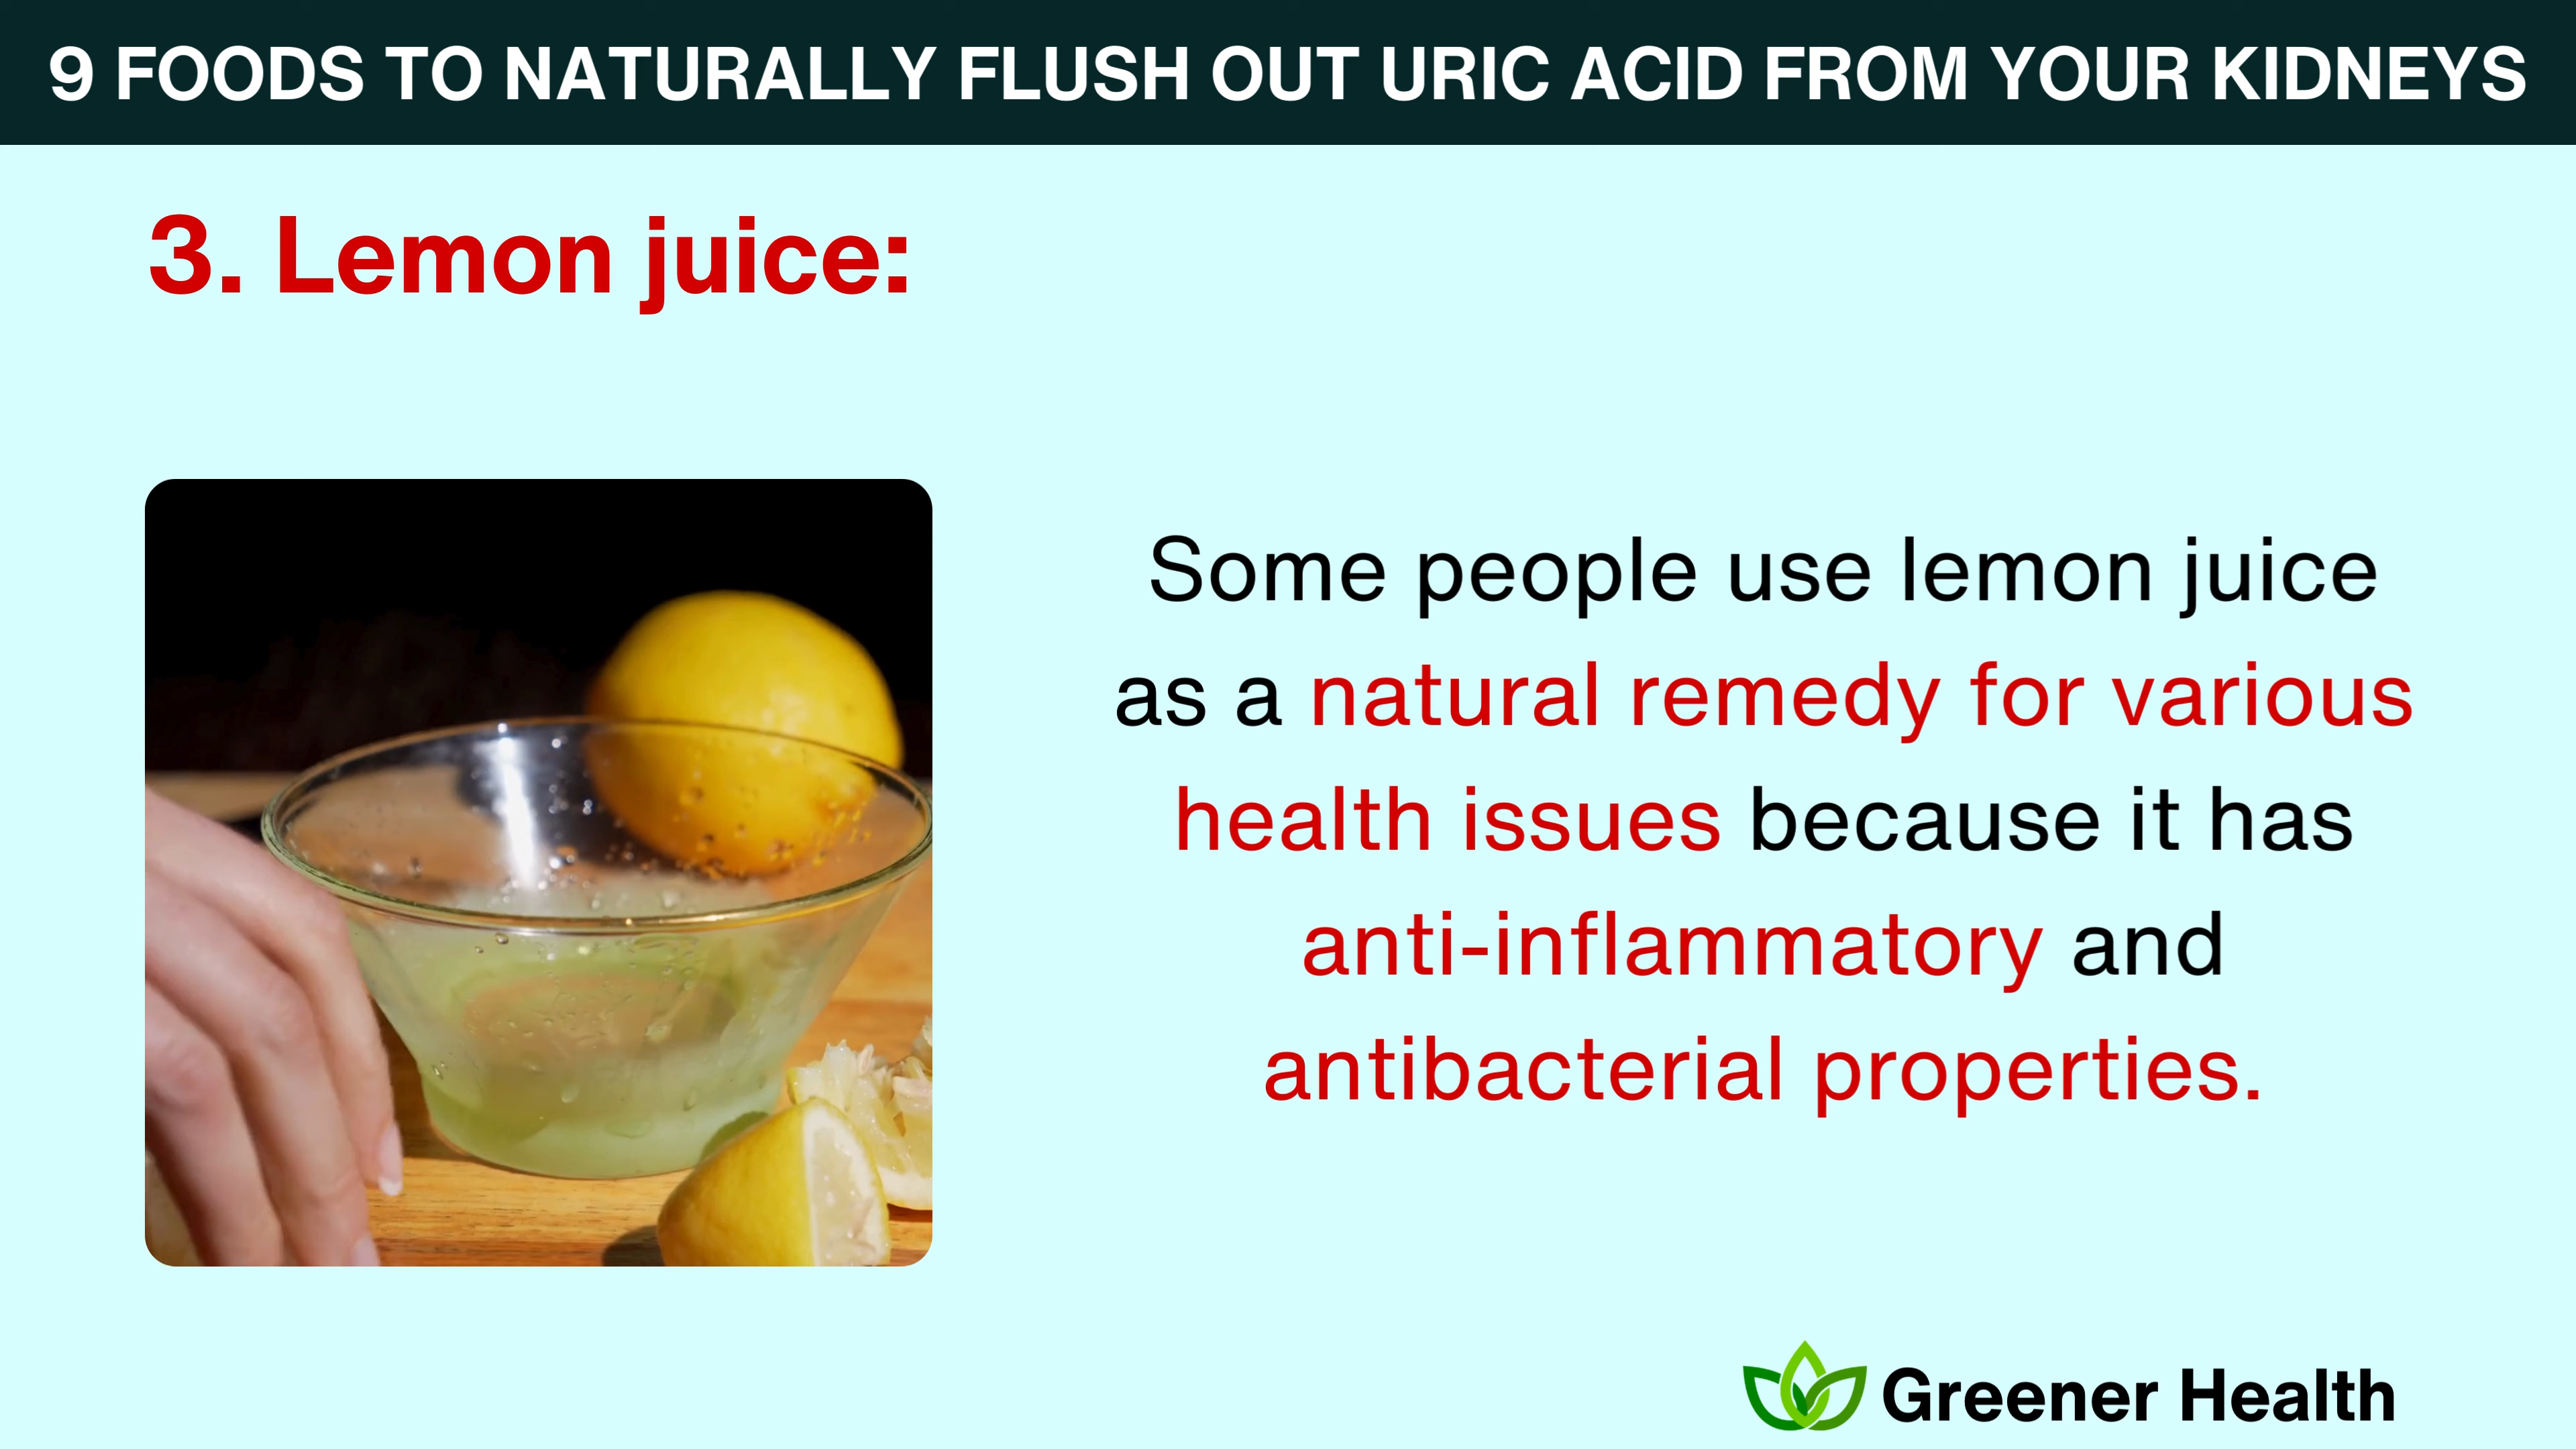 9 FOODS TO NATURALLY FLUSH OUT URIC ACID FROM YOUR KIDNEYS
3. Lemon juice:
Some people use lemon juice
as a natural remedy for various
health issues because it has
anti-inflammatory and
antibacterial properties.
Greener Health